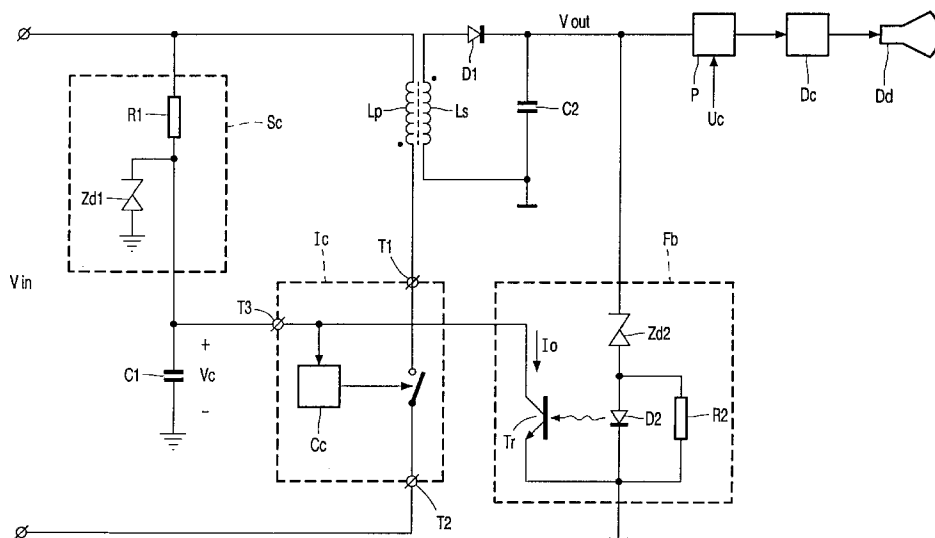 V out
D1
P
Uc
Dc
Dd
R1
Sc
Lp
Ls
C2
Zd1
Ic
T1
Fb
V in
T3
Io
Zd2
+
Vc
–
C1
Cc
Tr
D2
R2
T2